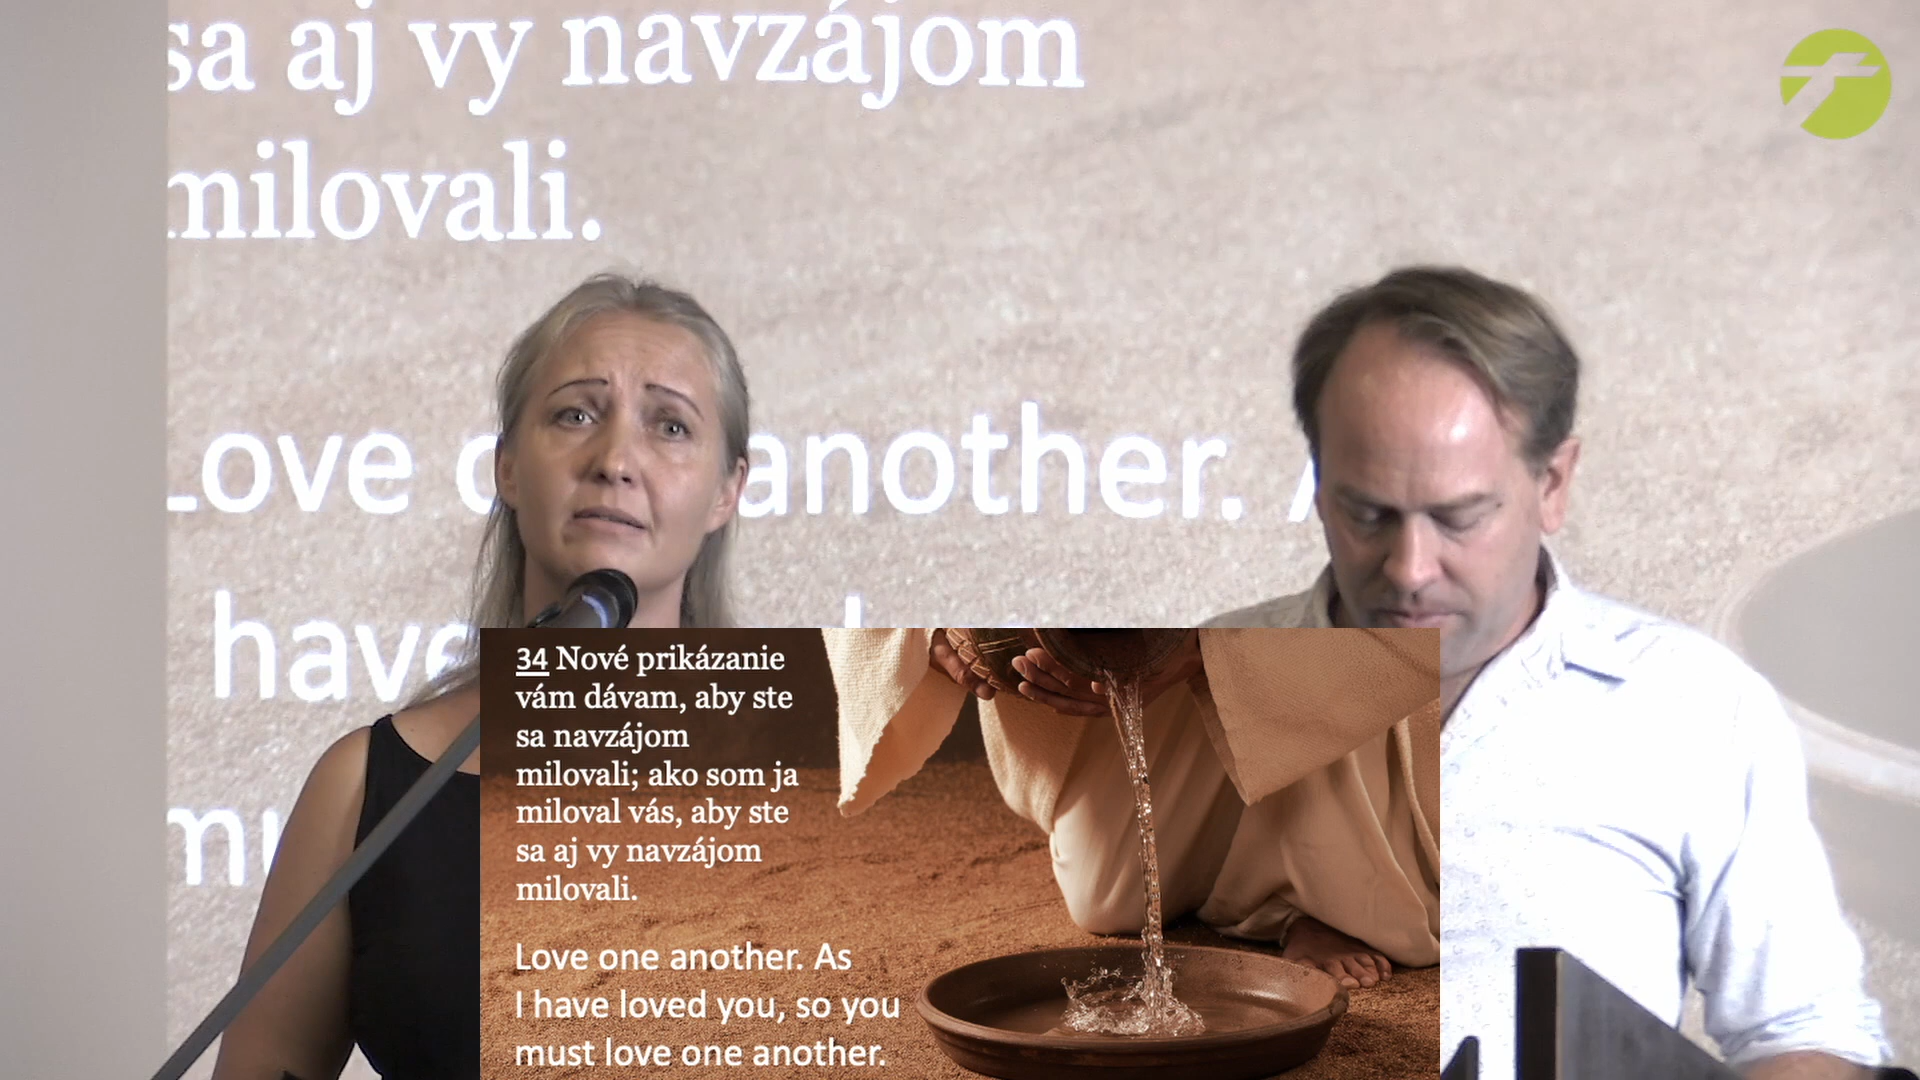 sa aj vy navzájom
milovali.
Love another.
have
34 Nové prikázanie
vám dávam, aby ste
sa navzájom
milovali; ako som ja
miloval vás, aby ste
sa aj vy navzájom
milovali.
Love one another. As
I have loved you, so you
must love one another.